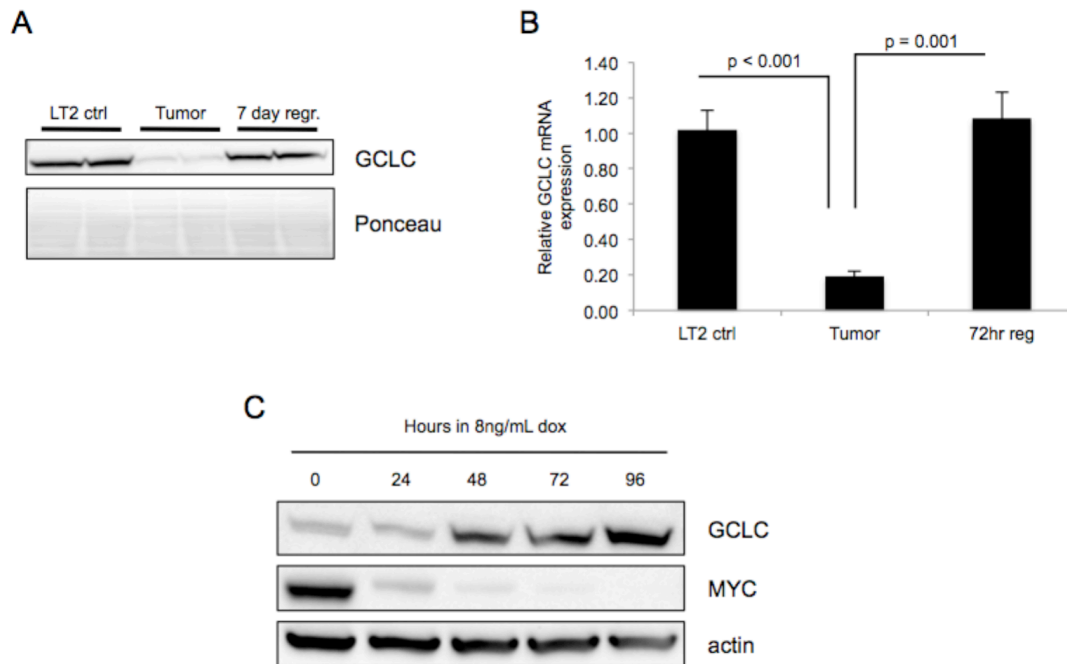 A
LT2 ctrl Tumor 7 day regr.
GCLC
Ponceau
B
p < 0.001
p = 0.001
Relative GCLC mRNA
expression
1.40
1.20
1.00
0.80
0.60
0.40
0.20
0.00
LT2 ctrl Tumor 72hr reg
C
Hours in 8ng/mL dox
0 24 48 72 96
GCLC
MYC
actin